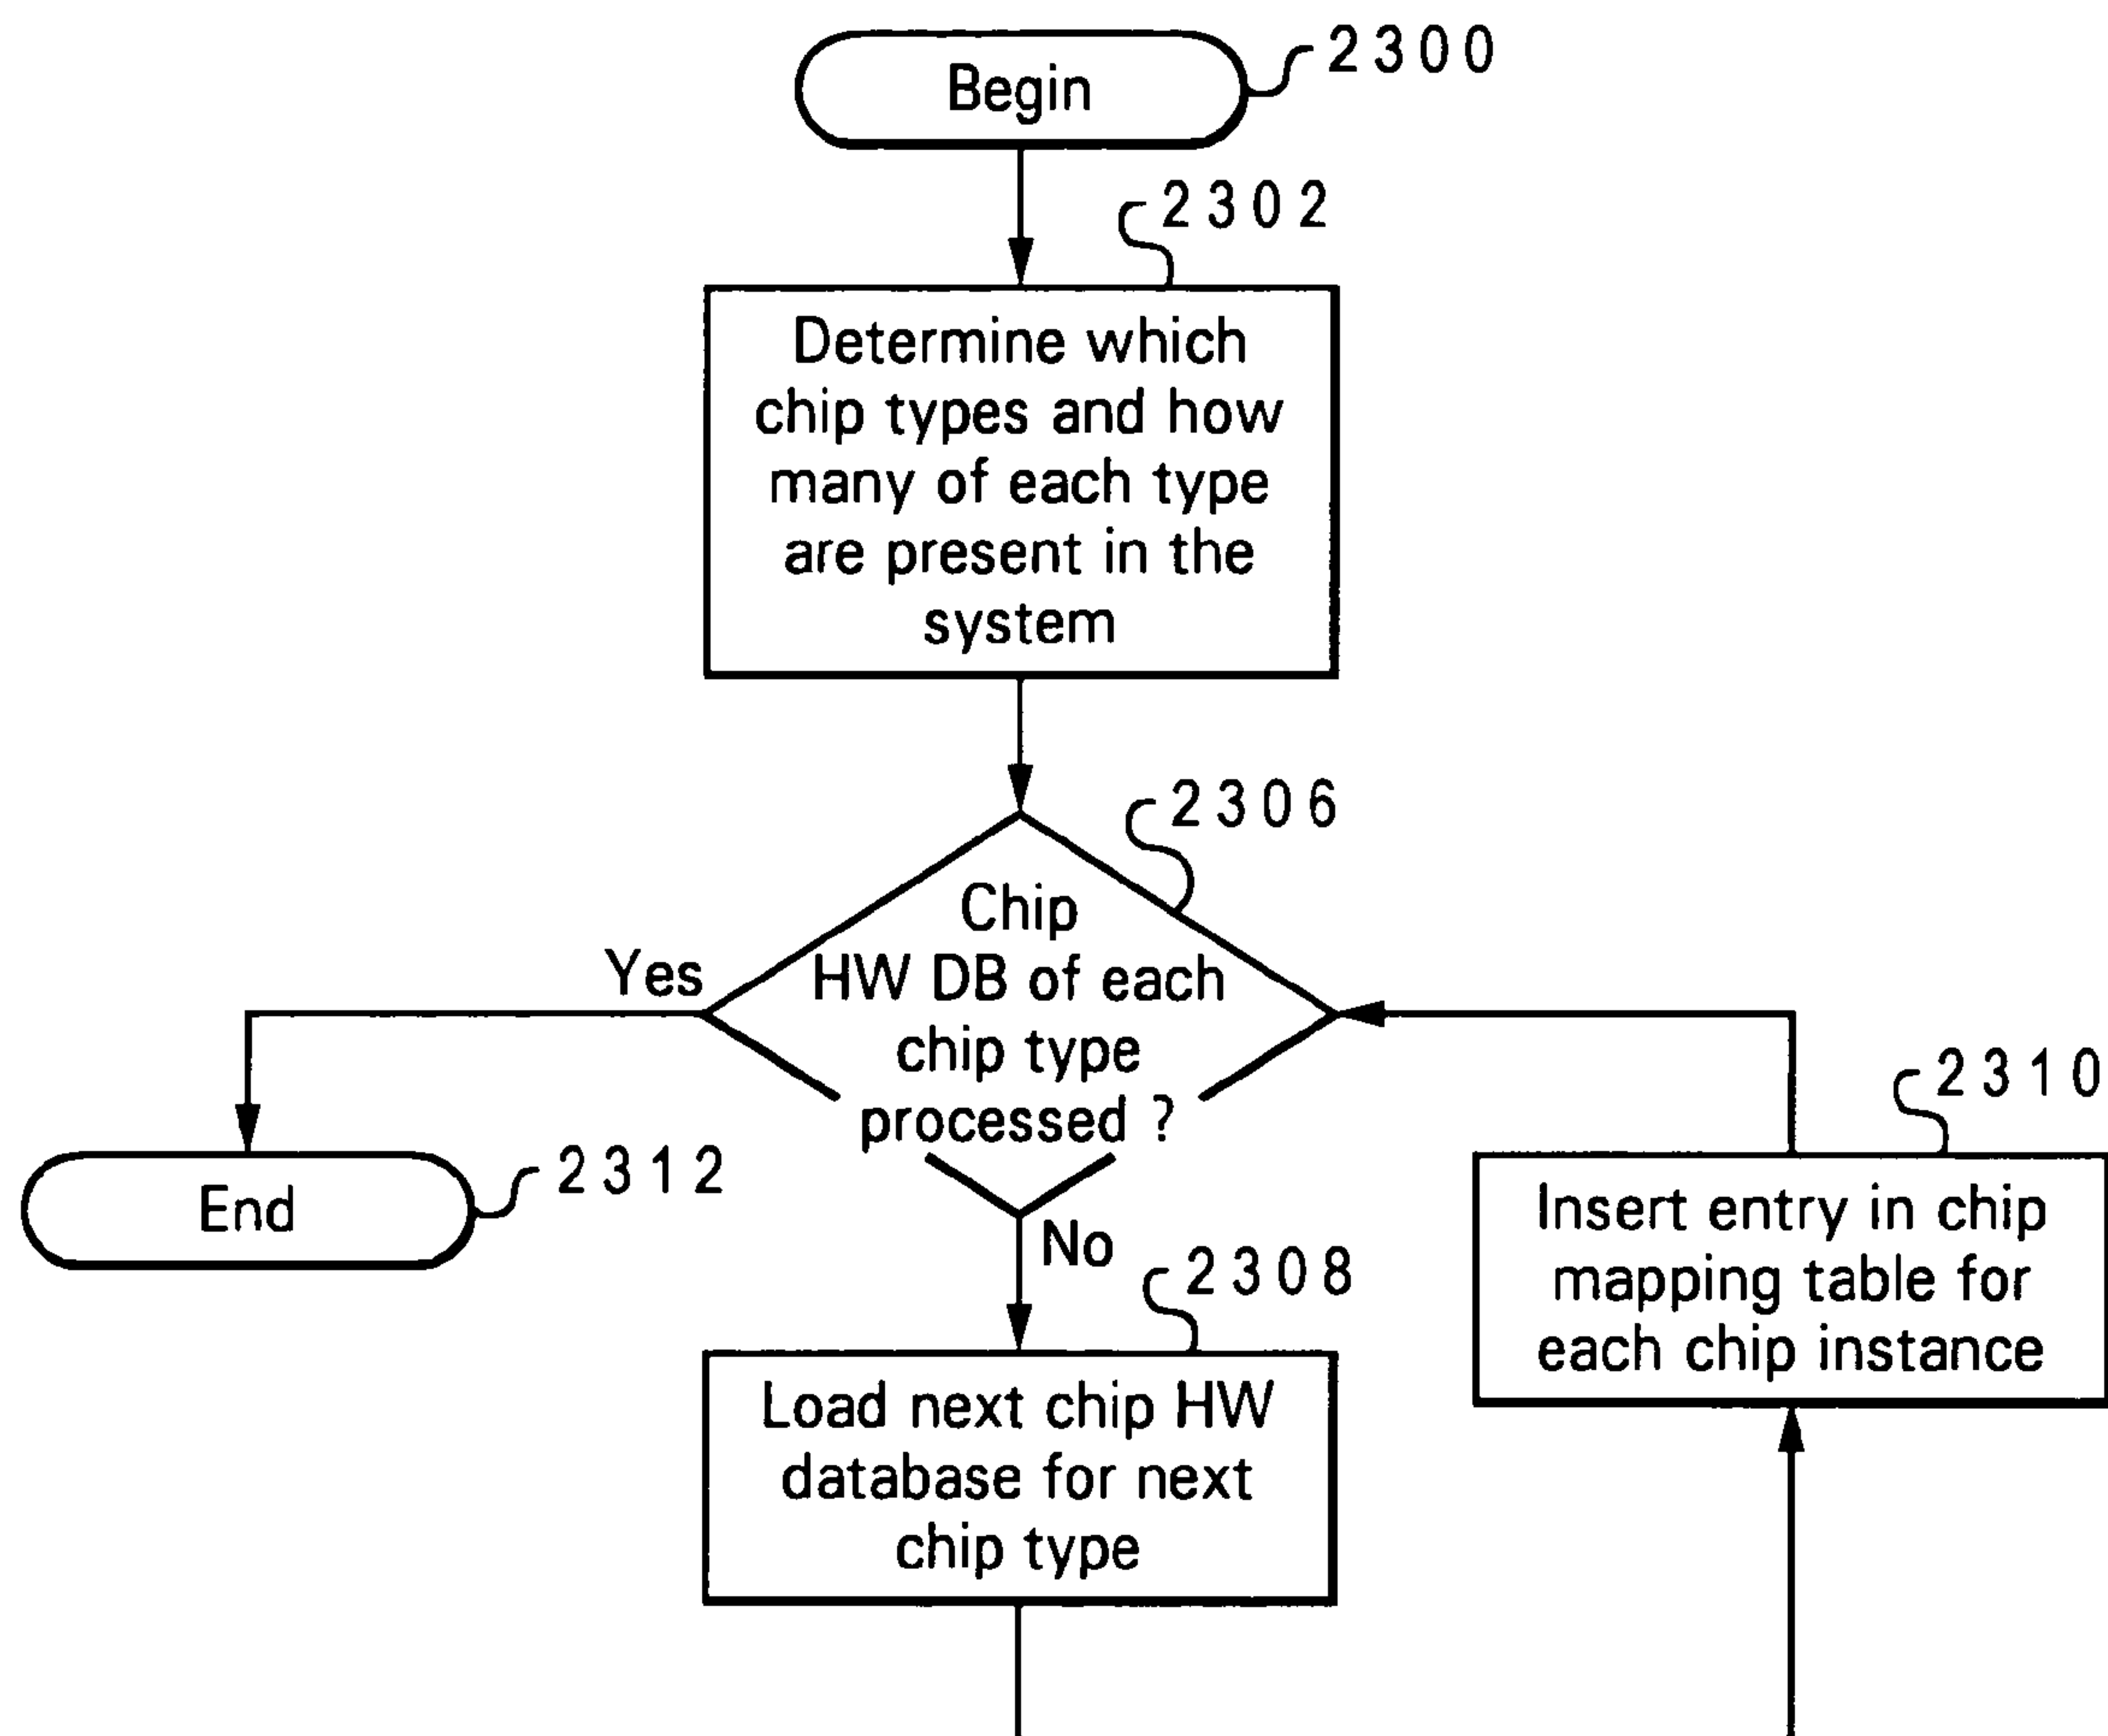 Begin
2300
2302
Determine which
chip types and how
many of each type
are present in the
system
2306
Chip
HW DB of each
chip type
processed ?
Yes
No
End
2312
2308
Load next chip HW
database for next
chip type
2310
Insert entry in chip
mapping table for
each chip instance